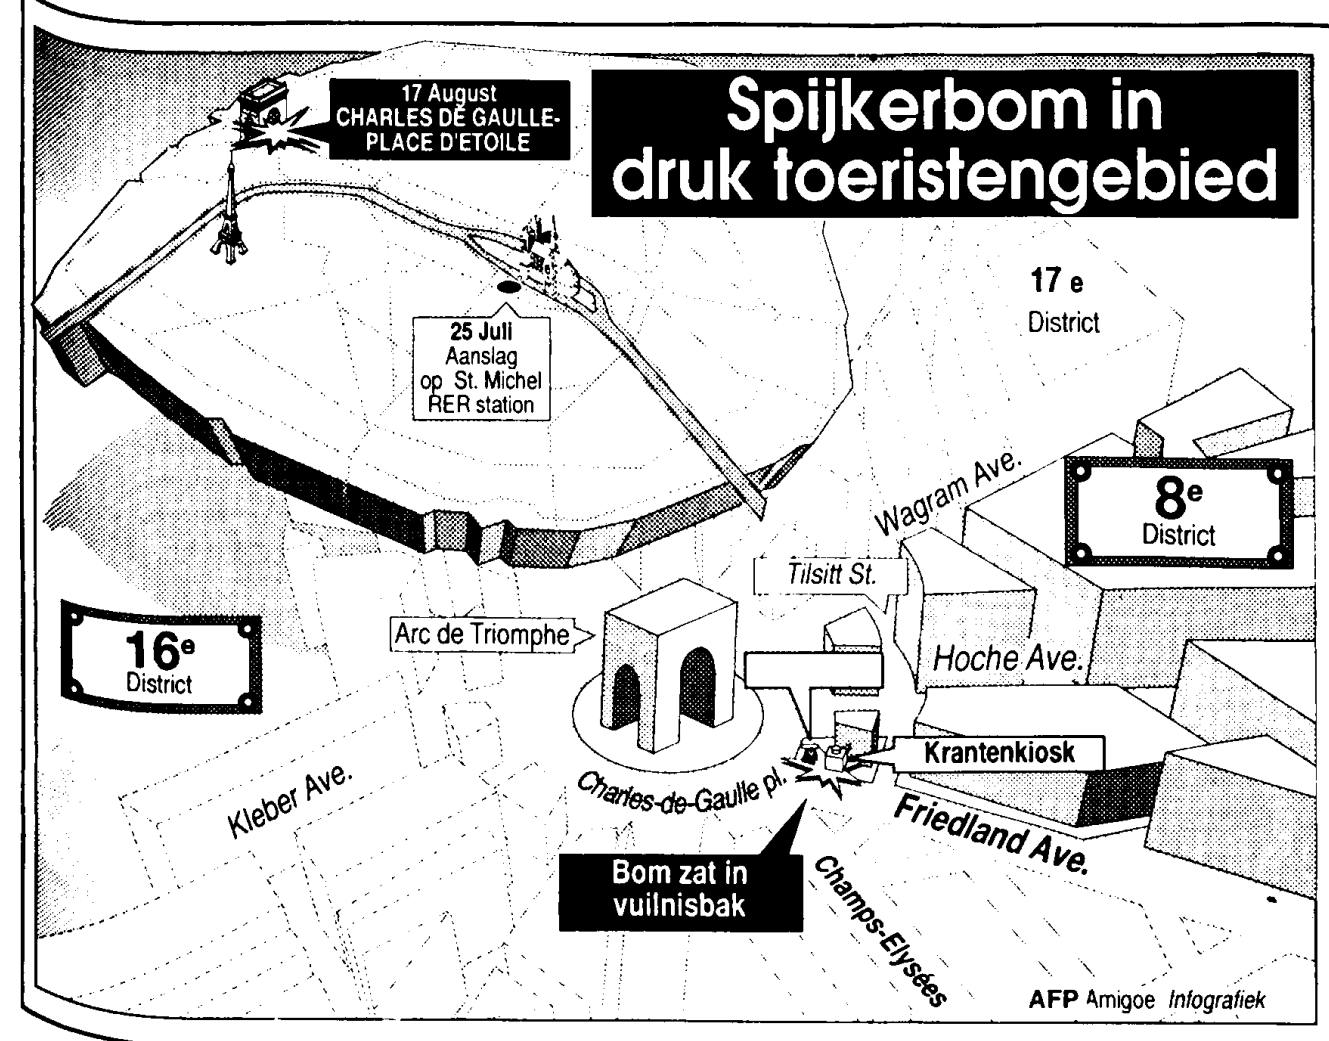 Spijkerbom in
druk toeristengebied
17 August
CHARLES DE GAULLE-
PLACE D'ETOILE
25 Juli
Aanslag
op St. Michel
RER station
17 e
District
8e
District
Wagram Ave.
Tilsitt St.
Arc de Triomphe
16e
District
Hoche Ave.
Krantenkiosk
Charles-de-Gaulle pl.
Kleber Ave.
Friedland Ave.
Bom zat in
vuilnisbak
Champs-Elysées
AFP Amigoe Infografiek